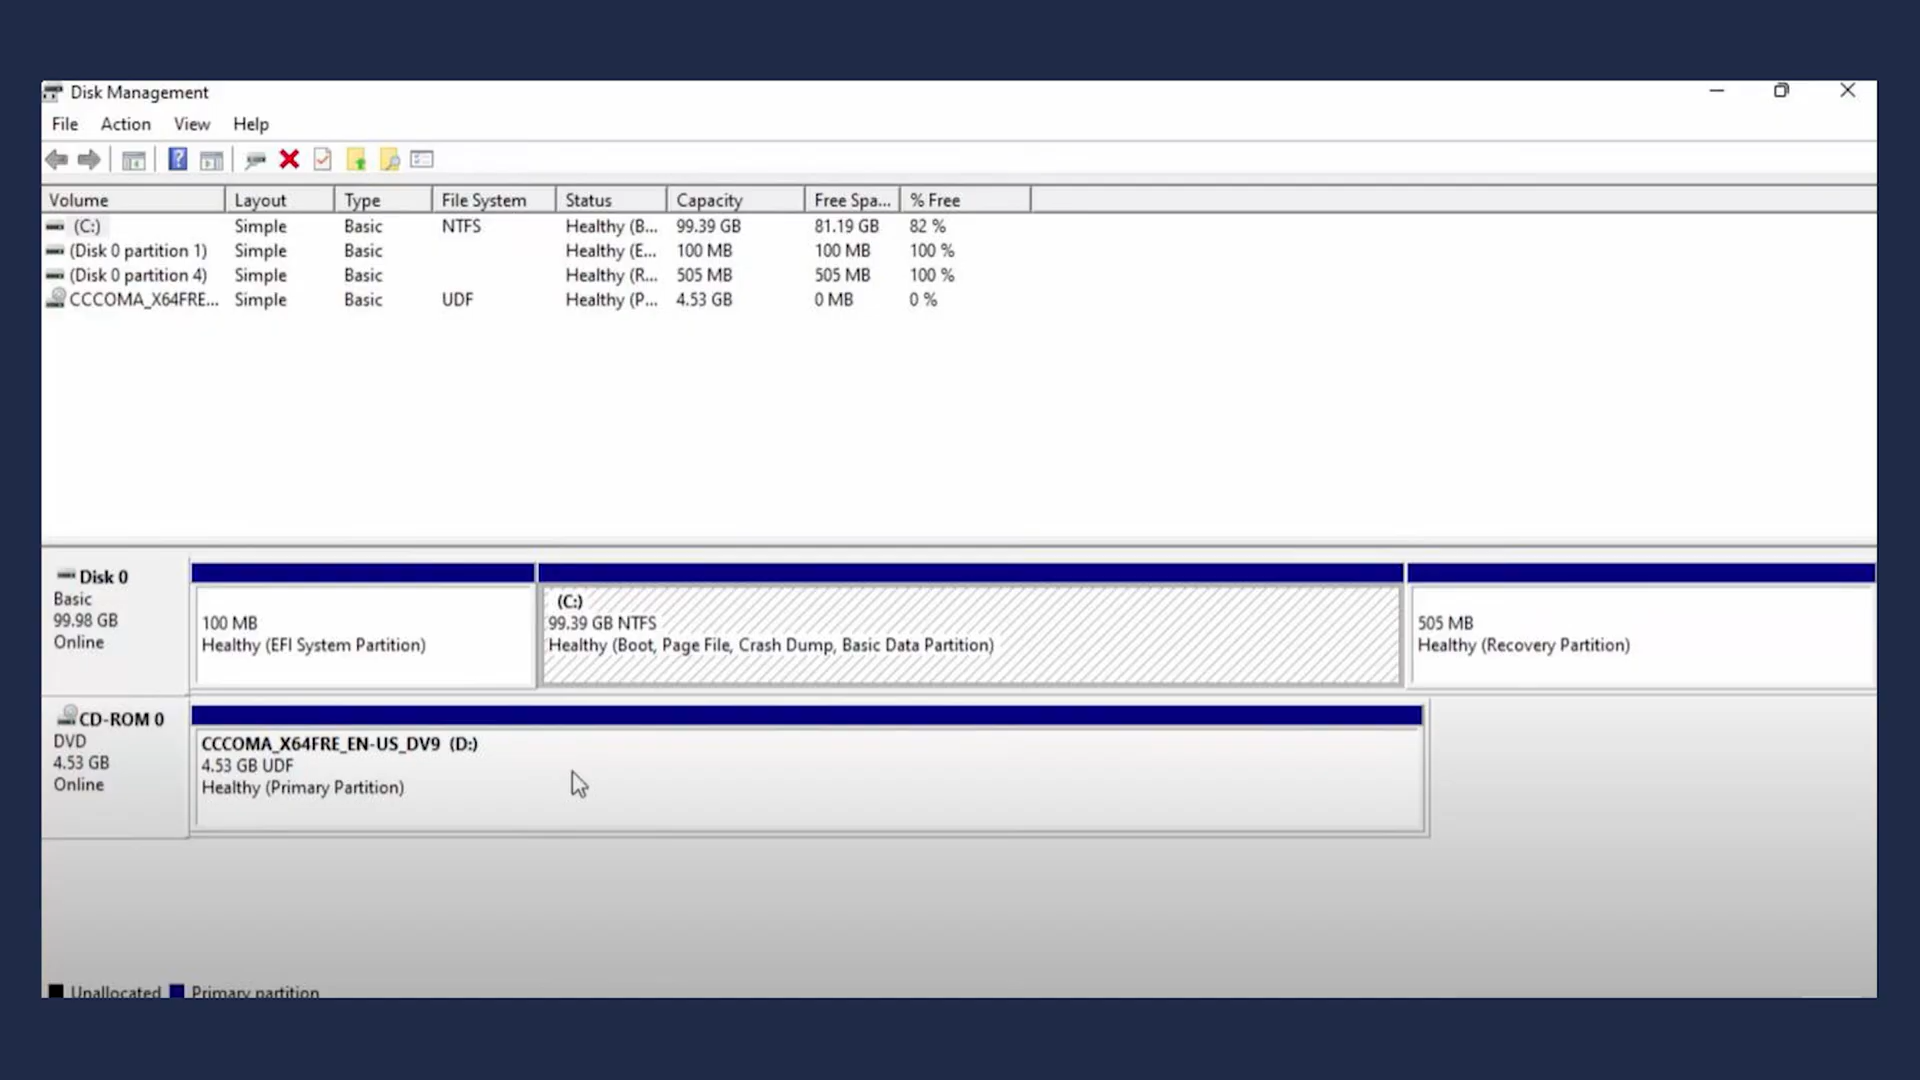 Disk Management
File Action View Help
Volume Layout Type File System Status Capacity Free Spa... % Free
(C:) Simple Basic NTFS Healthy (B... 99.39 GB 81.19 GB 82 %
(Disk 0 partition 1) Simple Basic Healthy (E... 100 MB 100 MB 100 %
(Disk 0 partition 4) Simple Basic Healthy (R... 505 MB 505 MB 100 %
CCCOMA_X64FRE... Simple Basic UDF Healthy (P... 4.53 GB 0 MB 0 %
Disk 0
Basic
99.98 GB
Online
100 MB
Healthy (EFI System Partition)
(C:)
99.39 GB NTFS
Healthy (Boot, Page File, Crash Dump, Basic Data Partition)
505 MB
Healthy (Recovery Partition)
CD-ROM 0
DVD
4.53 GB
Online
CCCOMA_X64FRE_EN-US_DV9 (D:)
4.53 GB UDF
Healthy (Primary Partition)
Unallocated Primary partition